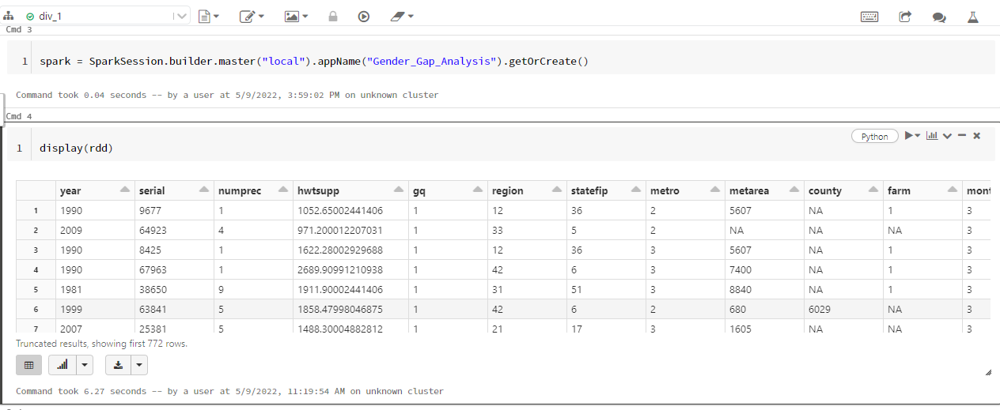 div_1
Cmd 3
1 spark = SparkSession.builder.master("local").appName("Gender_Gap_Analysis").getOrCreate()
Command took 0.04 seconds -- by a user at 5/9/2022, 3:59:02 PM on unknown cluster
Cmd 4
Python
1 display(rdd)
year serial numprec hwtsupp gq region statefip metro metarea county farm mont
1 1990 9677 1 1052.65002441406 1 12 36 2 5607 NA 1 3
2 2009 64923 4 971.200012207031 1 33 5 2 NA NA NA 3
3 1990 8425 1 1622.28002929688 1 12 36 3 5607 NA 1 3
4 1990 67963 1 2689.90991210938 1 42 6 3 7400 NA 1 3
5 1981 38650 9 1911.90002441406 1 31 51 3 8840 NA 1 3
6 1999 63841 5 1858.47998046875 1 42 6 2 680 6029 NA 3
7 2007 25381 5 1488.30004882812 1 21 17 3 1605 NA NA 3
Truncated results, showing first 772 rows.
Command took 6.27 seconds -- by a user at 5/9/2022, 11:19:54 AM on unknown cluster